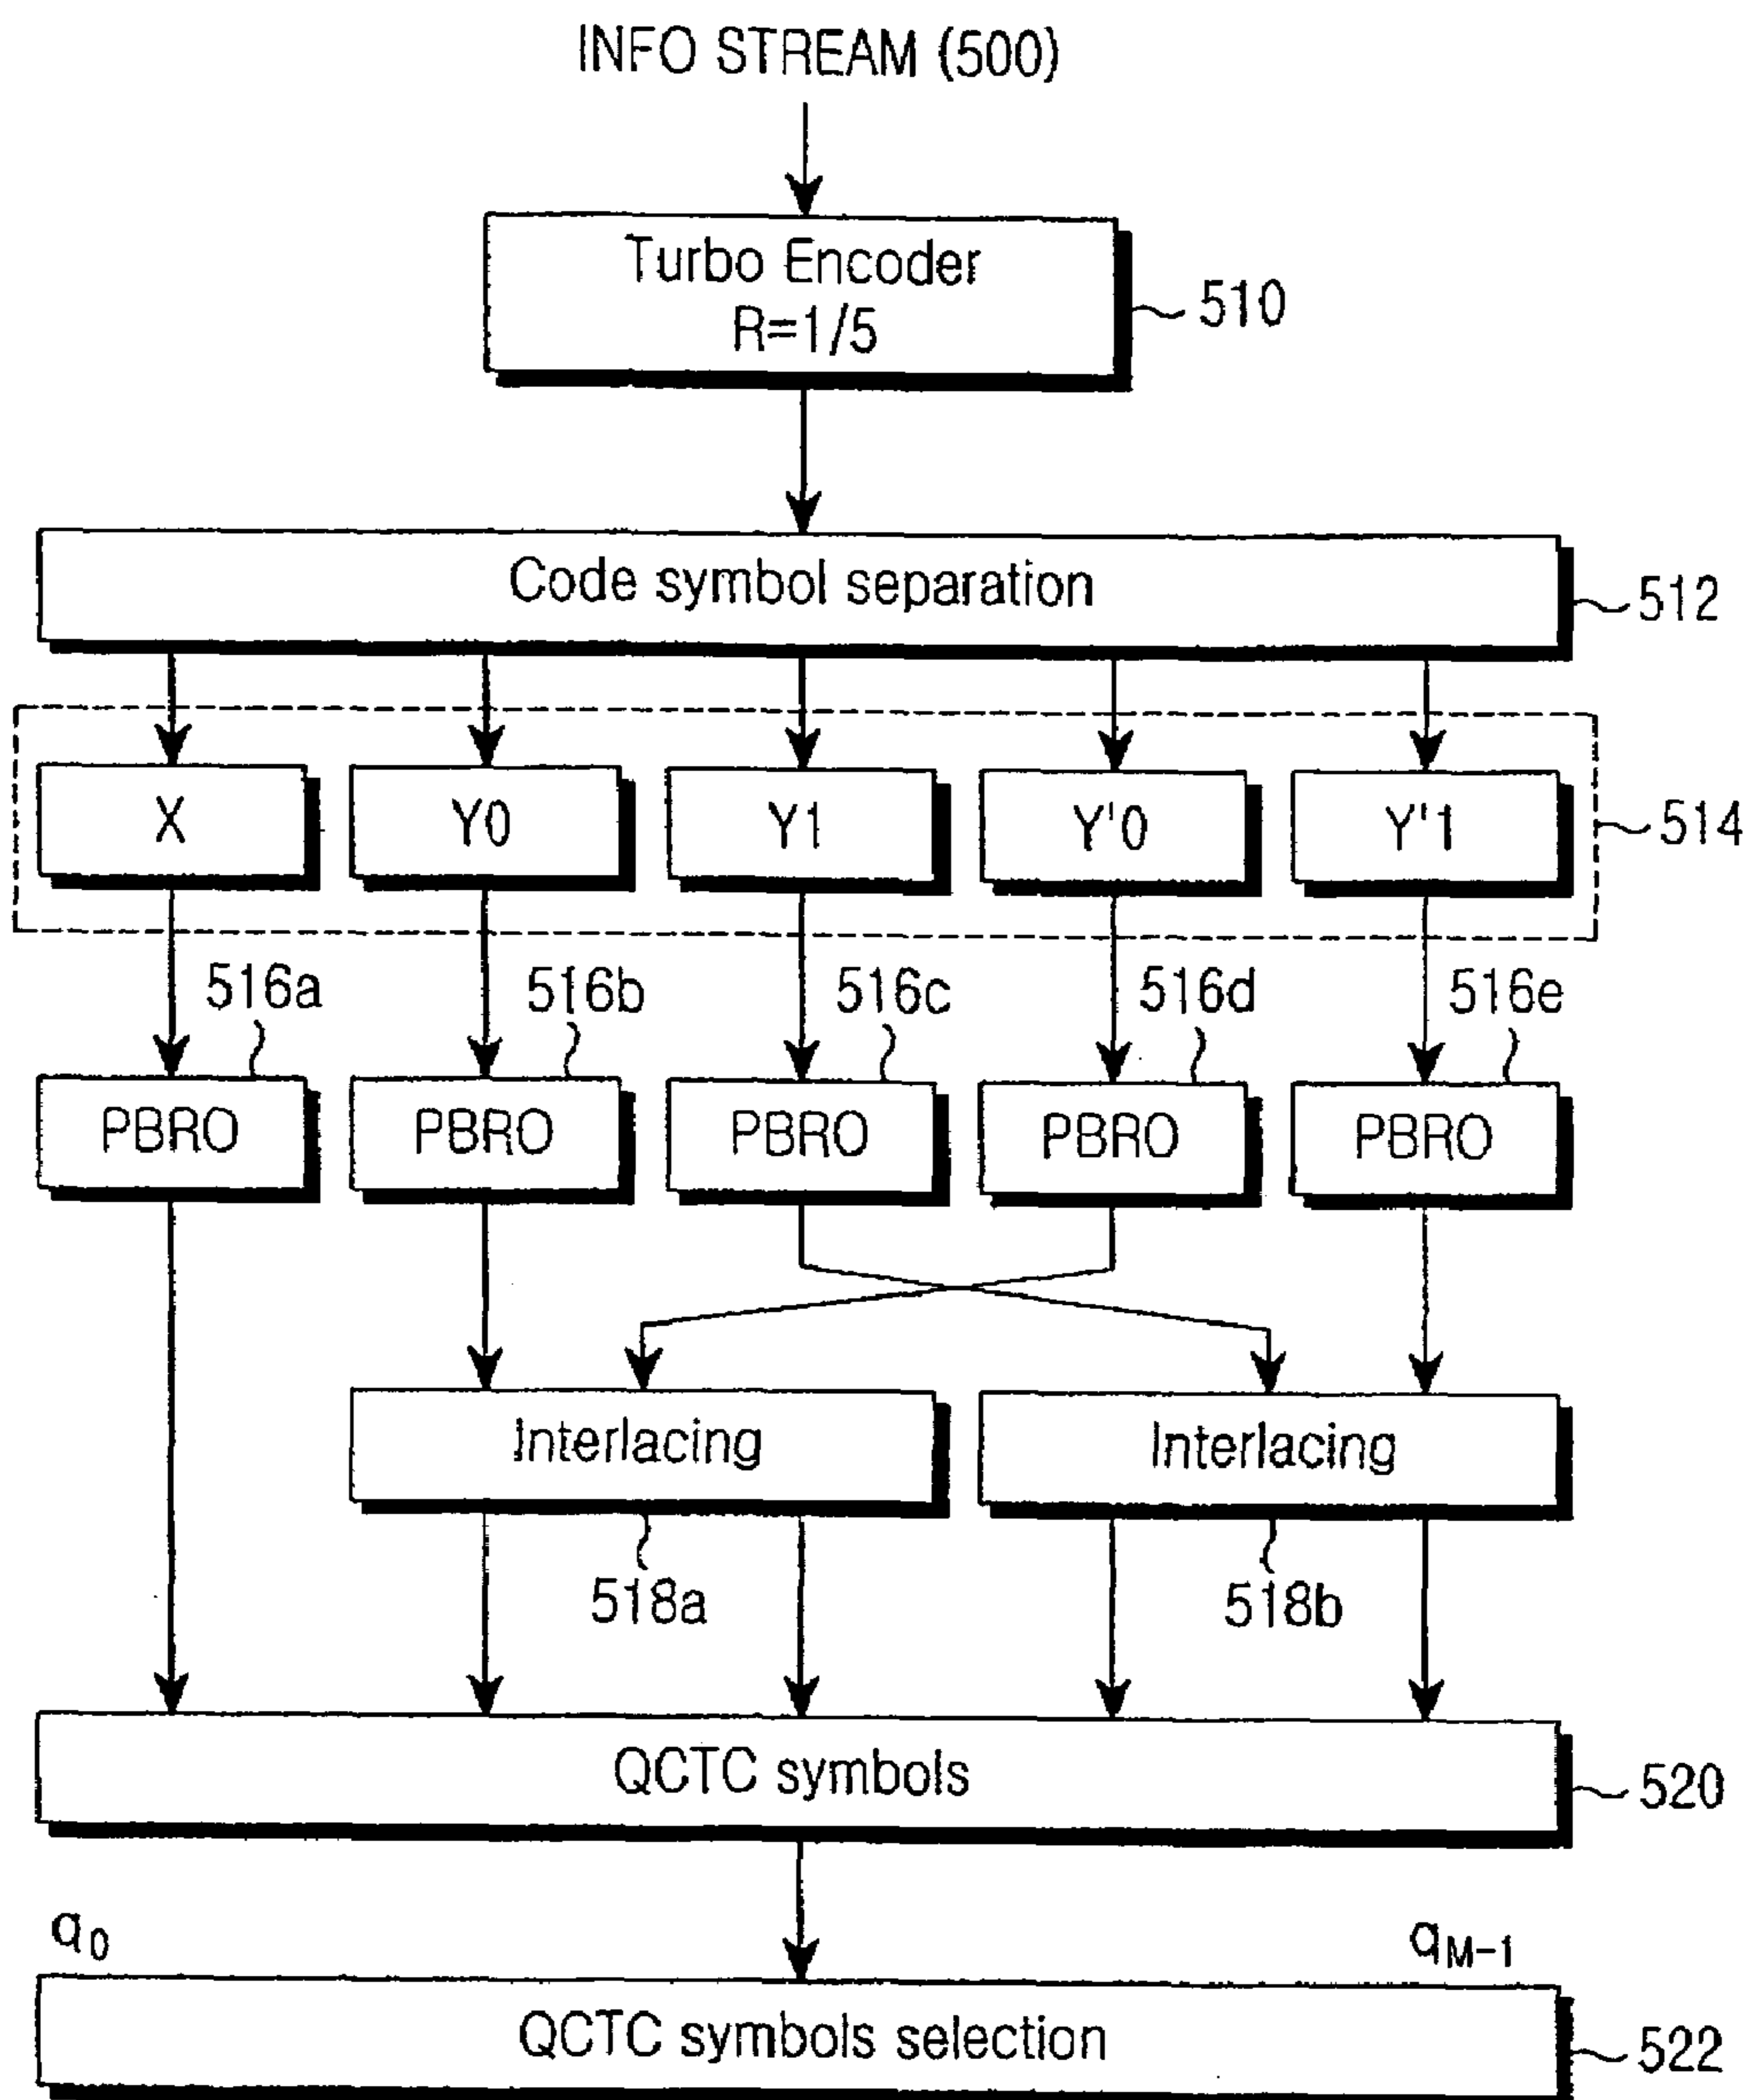 INFO STREAM (500)
Turbo Encoder
R=1/5
510
Code symbol separation
512
X
Y0
Y1
Y'0
Y'1
514
516a
516b
516c
516d
516e
PBRO
PBRO
PBRO
PBRO
PBRO
Interlacing
Interlacing
518a
518b
QCTC symbols
520
q0
qM-1
QCTC symbols selection
522